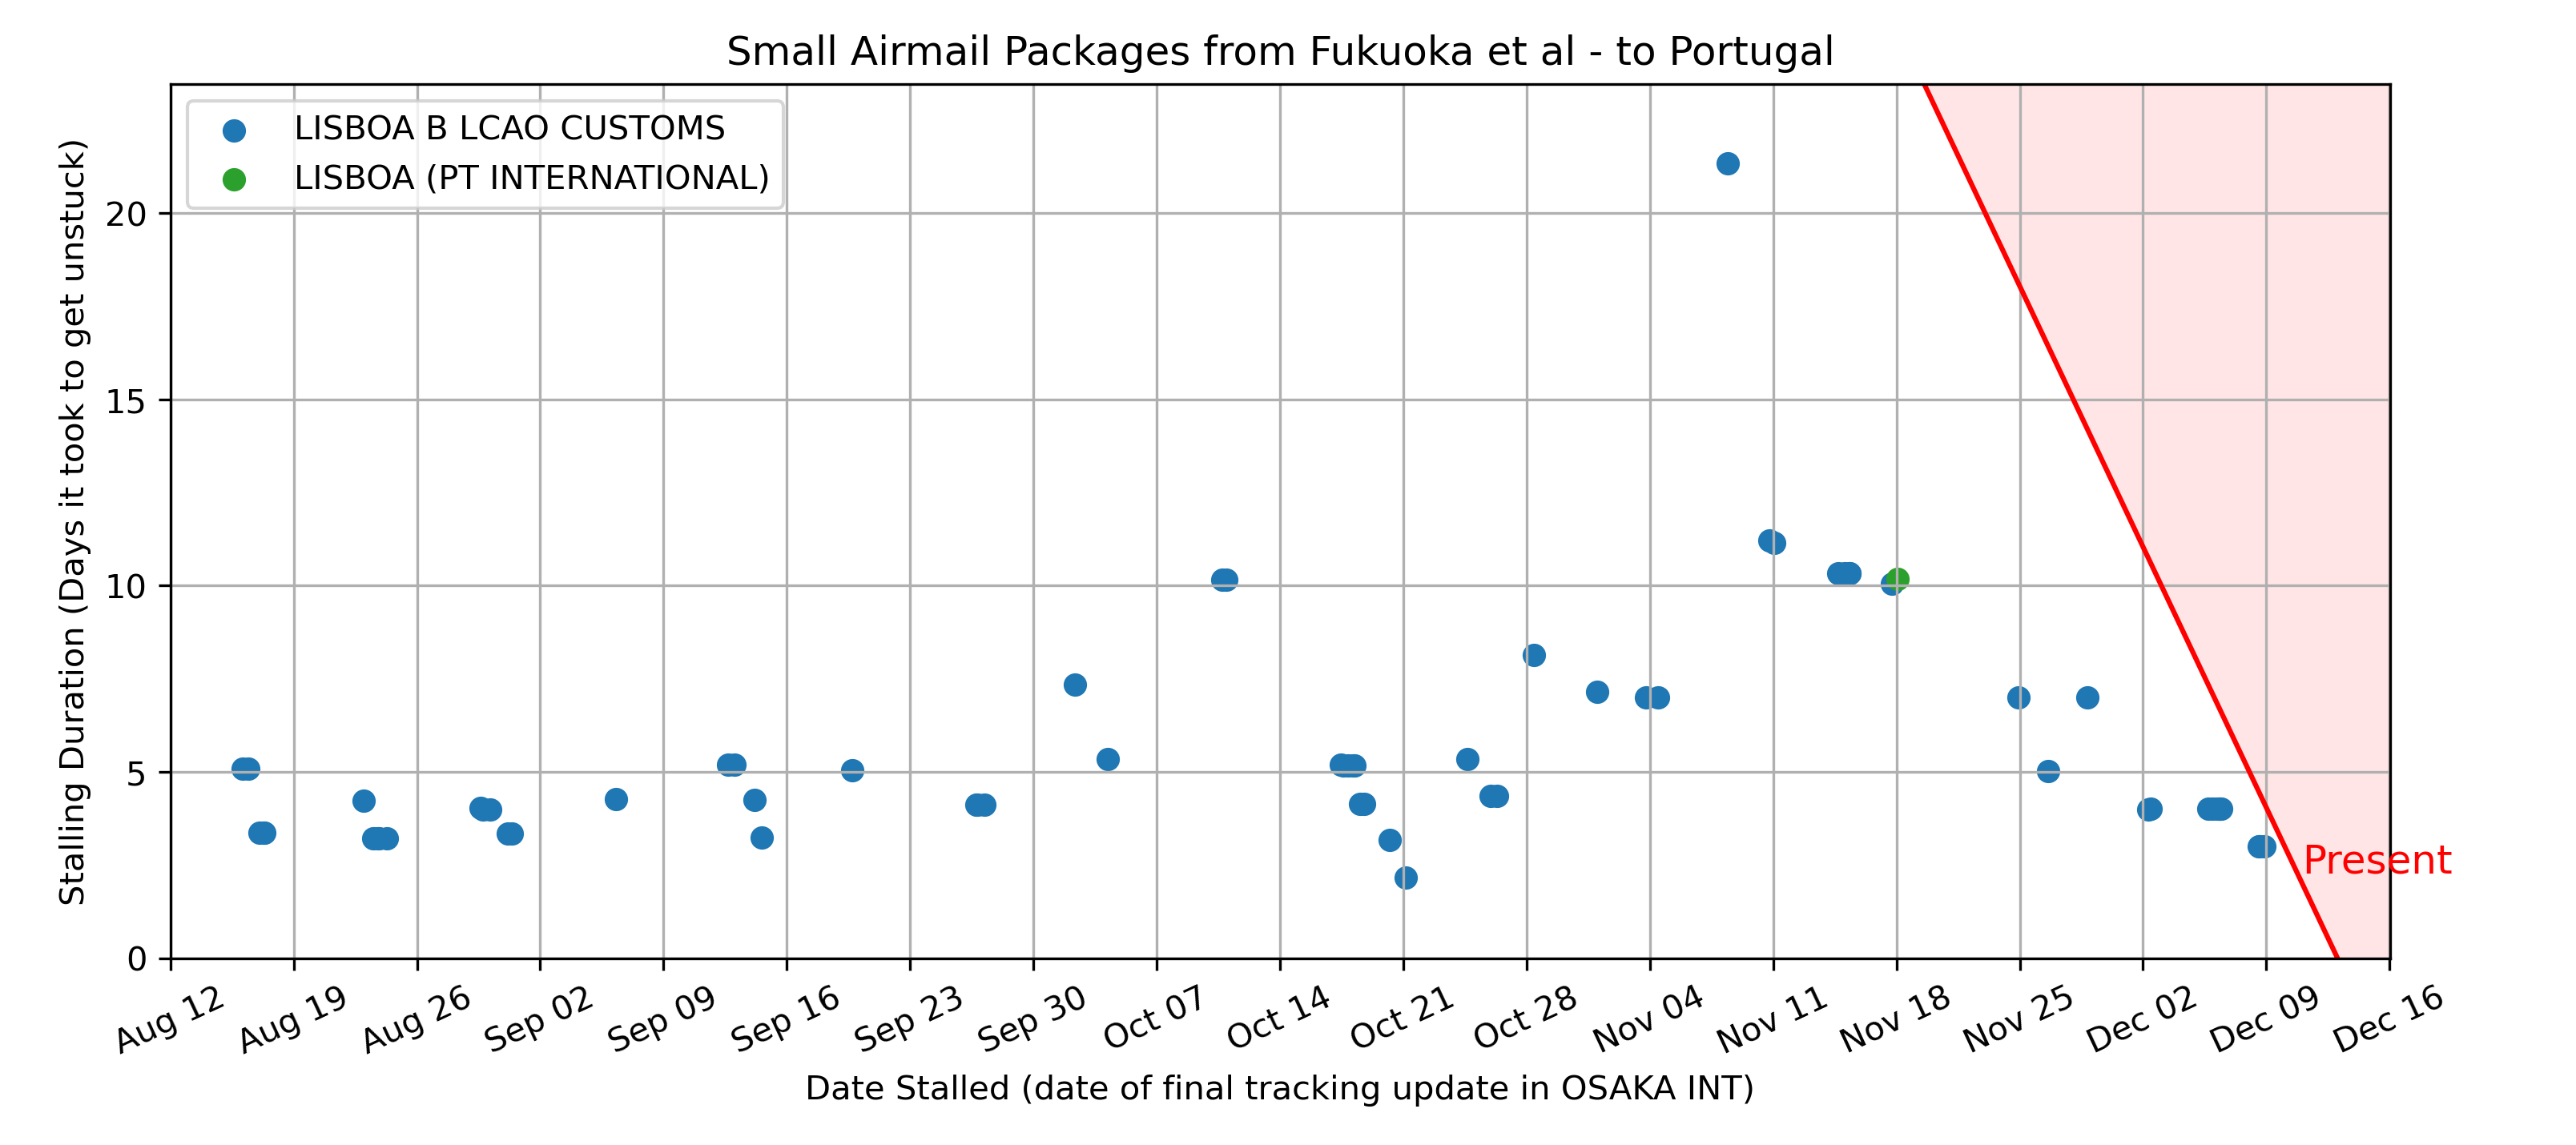 Small Airmail Packages from Fukuoka et al - to Portugal
LISBOA B LCAO CUSTOMS
LISBOA (PT INTERNATIONAL)
Stalling Duration (Days it took to get unstuck)
20
15
10
5
0
Present
Aug 12
Aug 19
Aug 26
Sep 02
Sep 09
Sep 16
Sep 23
Sep 30
Oct 07
Oct 14
Oct 21
Oct 28
Nov 04
Nov 11
Nov 18
Nov 25
Dec 02
Dec 09
Dec 16
Date Stalled (date of final tracking update in OSAKA INT)